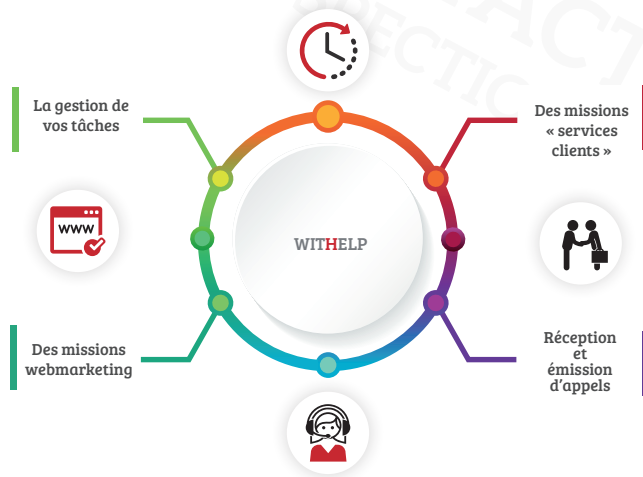 La gestion de
vos tâches
Des missions
« services
clients »
www
WITHELP
Des missions
webmarketing
Réception
et
émission
d'appels